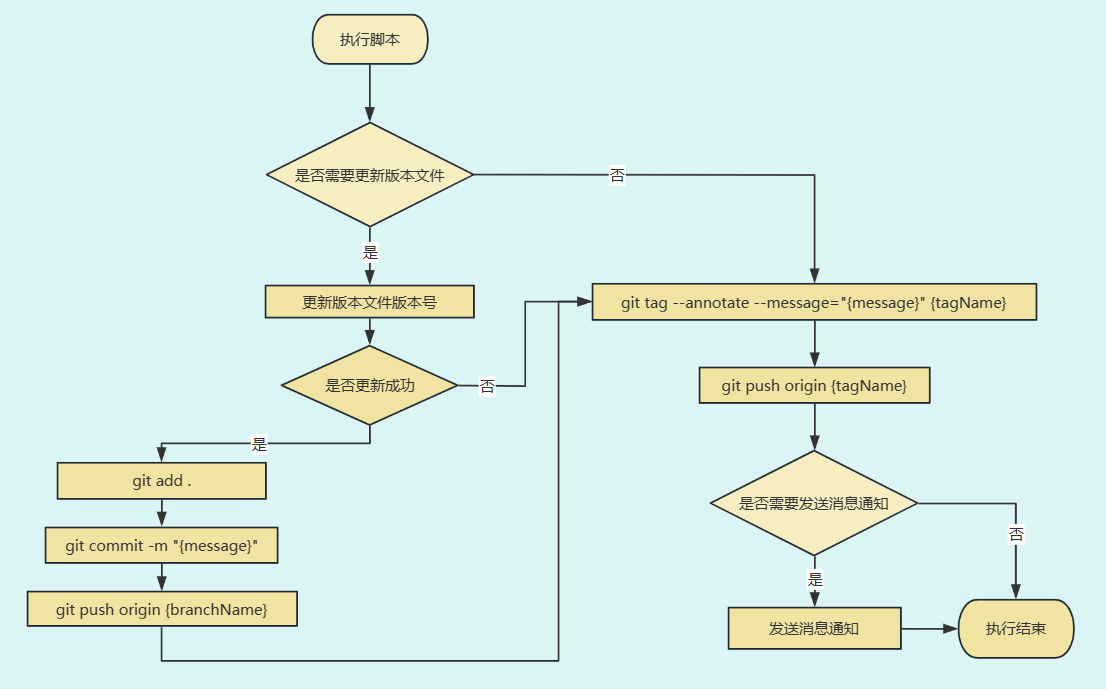 执行脚本
是否需要更新版本文件
否
是
更新版本文件版本号
git tag --annotate --message="{message}" {tagName}
是否更新成功
否
git push origin {tagName}
是
git add .
是否需要发送消息通知
git commit -m "{message}"
否
是
git push origin {branchName}
发送消息通知
执行结束